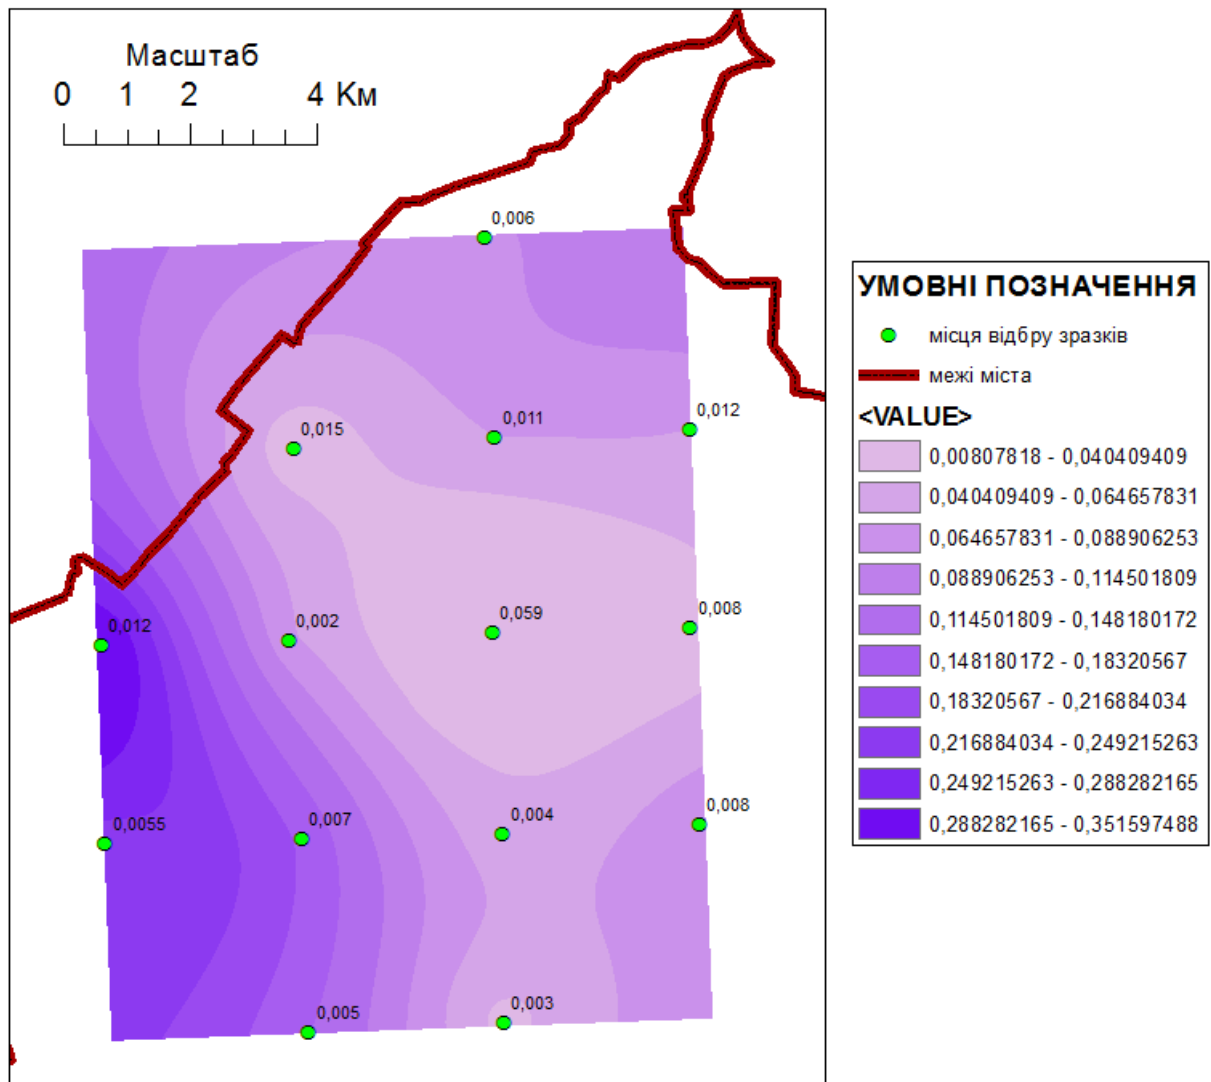 Масштаб
0 1 2 4 Км
0,006
0,012
0,011
0,015
0,059
0,008
0,002
0,012
0,008
0,004
0,007
0,0055
0,003
0,005
УМОВНІ ПОЗНАЧЕННЯ
місця відбру зразків
межі міста
<VALUE>
0,00807818 - 0,040409409
0,040409409 - 0,064657831
0,064657831 - 0,088906253
0,088906253 - 0,114501809
0,114501809 - 0,148180172
0,148180172 - 0,18320567
0,18320567 - 0,216884034
0,216884034 - 0,249215263
0,249215263 - 0,288282165
0,288282165 - 0,351597488